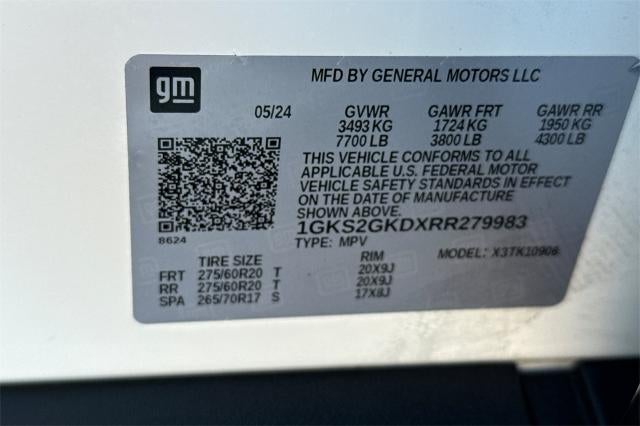 gm
MFD BY GENERAL MOTORS LLC
05/24 GVWR GAWR FRT GAWR RR
3493 KG 1724 KG 1950 KG
7700 LB 3800 LB 4300 LB
THIS VEHICLE CONFORMS TO ALL
APPLICABLE U.S. FEDERAL MOTOR
VEHICLE SAFETY STANDARDS IN EFFECT
ON THE DATE OF MANUFACTURE
SHOWN ABOVE.
1GKS2GKDXRR279983
8624
TYPE: MPV MODEL: X3TK10906
TIRE SIZE RIM
FRT 275/60R20 T 20X9J
RR 275/60R20 T 20X9J
SPA 265/70R17 S 17X8J